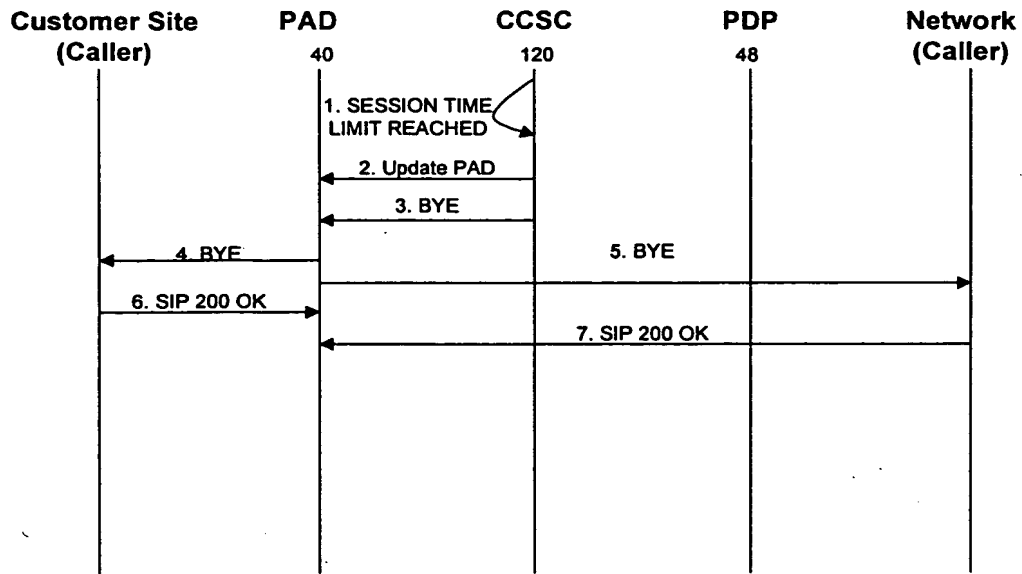 Customer Site PAD CCSC PDP Network
(Caller) 40 120 48 (Caller)
1. SESSION TIME
LIMIT REACHED
2. Update PAD
3. BYE
4. BYE
5. BYE
6. SIP 200 OK
7. SIP 200 OK